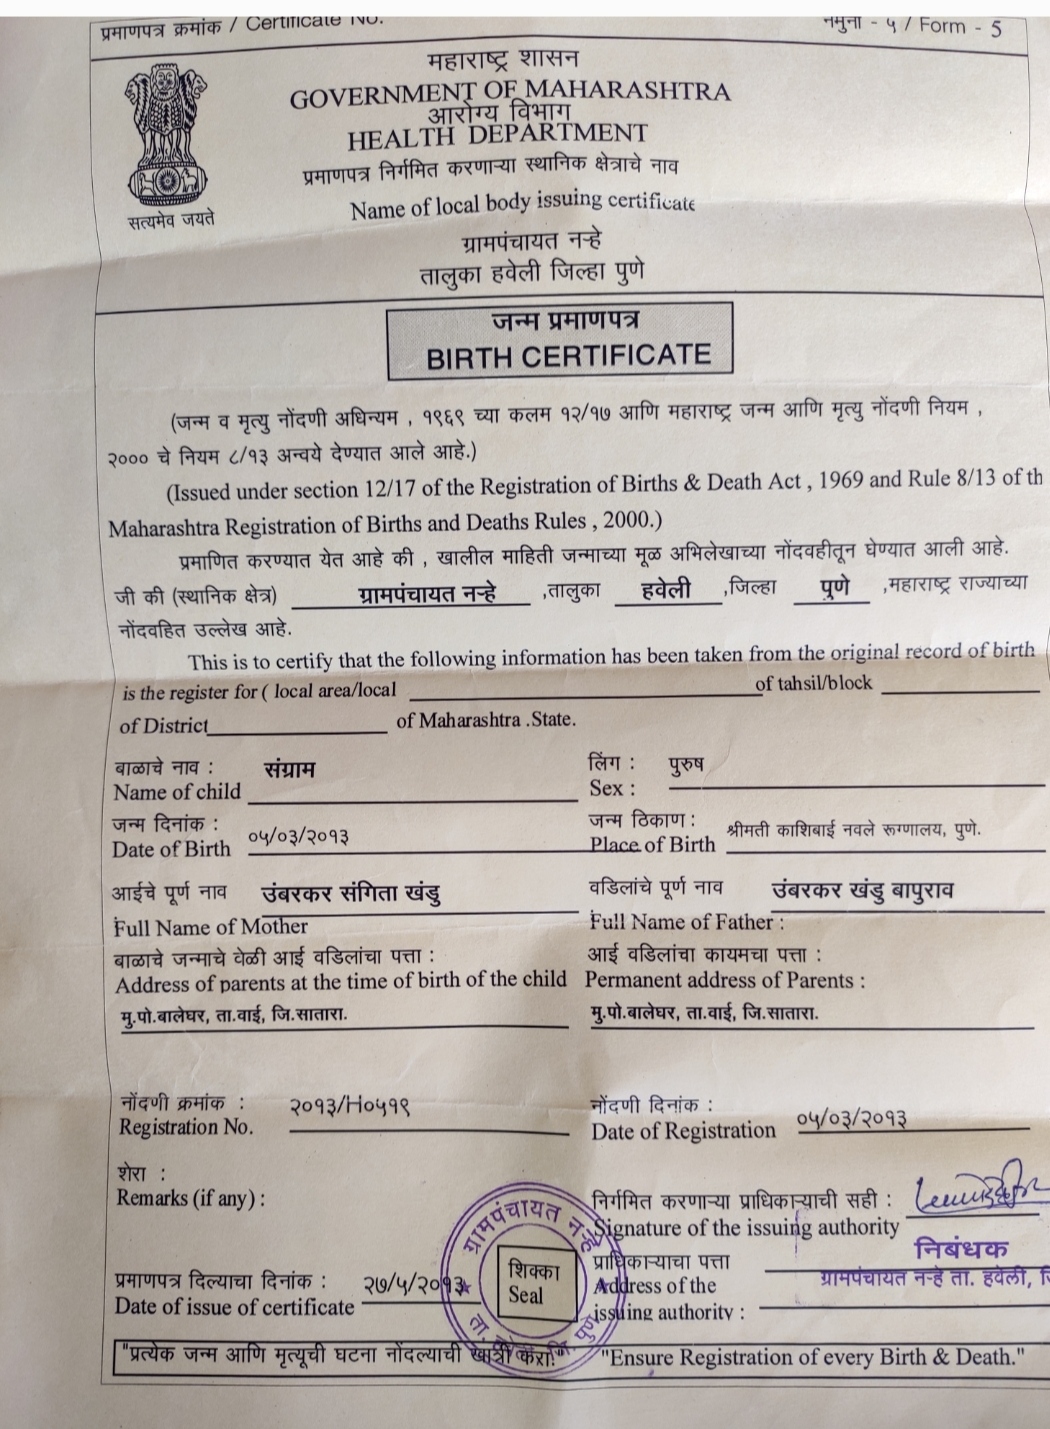 प्रमाणपत्र क्रमांक / Certificate No. नमुना - ५ / Form - 5
महाराष्ट्र शासन
GOVERNMENT OF MAHARASHTRA
आरोग्य विभाग
HEALTH DEPARTMENT
प्रमाणपत्र निर्गमित करणाऱ्या स्थानिक क्षेत्राचे नाव
सत्यमेव जयते
Name of local body issuing certificate
ग्रामपंचायत नऱ्हे
तालुका हवेली जिल्हा पुणे
जन्म प्रमाणपत्र
BIRTH CERTIFICATE
(जन्म व मृत्यु नोंदणी अधिन्यम , १९६९ च्या कलम १२/१७ आणि महाराष्ट्र जन्म आणि मृत्यु नोंदणी नियम ,
२००० चे नियम ८/१३ अन्वये देण्यात आले आहे.)
(Issued under section 12/17 of the Registration of Births & Death Act , 1969 and Rule 8/13 of th
Maharashtra Registration of Births and Deaths Rules , 2000.)
प्रमाणित करण्यात येत आहे की , खालील माहिती जन्माच्या मूळ अभिलेखाच्या नोंदवहीतून घेण्यात आली आहे.
जी की (स्थानिक क्षेत्र) ग्रामपंचायत नऱ्हे ,तालुका हवेली ,जिल्हा पुणे ,महाराष्ट्र राज्याच्या
नोंदवहित उल्लेख आहे.
This is to certify that the following information has been taken from the original record of birth
is the register for ( local area/local of tahsil/block
of District of Maharashtra .State.
बाळाचे नाव : संग्राम लिंग : पुरुष
Name of child Sex :
जन्म दिनांक : ०५/०३/२०१३ जन्म ठिकाण : श्रीमती काशिबाई नवले रूग्णालय, पुणे.
Date of Birth Place of Birth
आईचे पूर्ण नाव उंबरकर संगिता खंडु वडिलांचे पूर्ण नाव उंबरकर खंडु बापुराव
Full Name of Mother Full Name of Father :
बाळाचे जन्माचे वेळी आई वडिलांचा पत्ता : आई वडिलांचा कायमचा पत्ता :
Address of parents at the time of birth of the child Permanent address of Parents :
मु.पो.बालेघर, ता.वाई, जि.सातारा. मु.पो.बालेघर, ता.वाई, जि.सातारा.
नोंदणी क्रमांक : २०१३/H०५१९ नोंदणी दिनांक :
Registration No. Date of Registration ०५/०३/२०१३
शेरा :
Remarks (if any) : निर्गमित करणाऱ्या प्राधिकाऱ्याची सही :
Signature of the issuing authority
निबंधक
प्राधिकाऱ्याचा पत्ता
ग्रामपंचायत नऱ्हे ता. हवेली,
प्रमाणपत्र दिल्याचा दिनांक : २७/५/२०१३ Address of the
Date of issue of certificate issuing authority :
ग्रामपंचायत नऱ्हे
शिक्का
Seal
"प्रत्येक जन्म आणि मृत्यूची घटना नोंदल्याची खात्री करा!" "Ensure Registration of every Birth & Death."